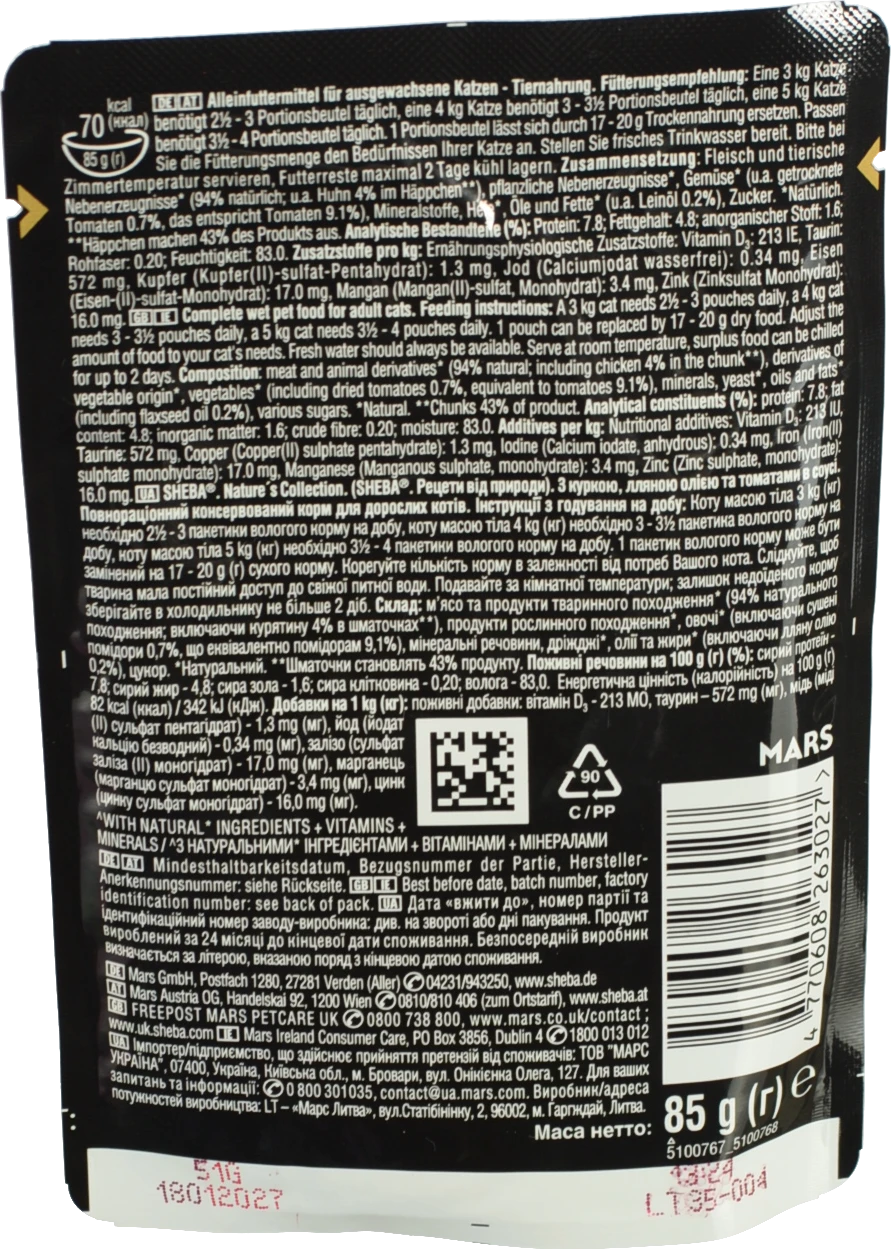 kcal
70 (ккал)
85 g (г)
DE AT Alleinfuttermittel für ausgewachsene Katzen - Tiernahrung. Fütterungsempfehlung: Eine 3 kg Katze
benötigt 2½ - 3 Portionsbeutel täglich, eine 4 kg Katze benötigt 3 - 3½ Portionsbeutel täglich, eine 5 kg Katze
benötigt 3½ - 4 Portionsbeutel täglich. 1 Portionsbeutel lässt sich durch 17 - 20 g Trockennahrung ersetzen. Passen
Sie die Fütterungsmenge den Bedürfnissen Ihrer Katze an. Stellen Sie frisches Trinkwasser bereit. Bitte bei
Zimmertemperatur servieren, Futterreste maximal 2 Tage kühl lagern. Zusammensetzung: Fleisch und tierische
Nebenerzeugnisse* (94% natürlich; u.a. Huhn 4% im Häppchen**), pflanzliche Nebenerzeugnisse*, Gemüse* (u.a. getrocknete
Tomaten 0.7%, das entspricht Tomaten 9.1%), Mineralstoffe, Öle und Fette* (u.a. Leinöl 0.2%), Zucker. *Natürlich.
**Häppchen machen 43% des Produkts aus. Analytische Bestandteile (%): Protein: 7.8; Fettgehalt: 4.8; anorganischer Stoff: 1.6;
Rohfaser: 0.20; Feuchtigkeit: 83.0. Zusatzstoffe pro kg: Ernährungsphysiologische Zusatzstoffe: Vitamin D₃: 213 IE, Taurin:
572 mg, Kupfer (Kupfer(II)-sulfat-Pentahydrat): 1.3 mg, Jod (Calciumjodat wasserfrei): 0.34 mg, Eisen
(Eisen-(II)-sulfat-Monohydrat): 17.0 mg, Mangan (Mangan(II)-sulfat, Monohydrat): 3.4 mg, Zink (Zinksulfat Monohydrat):
16.0 mg. GB IE Complete wet pet food for adult cats. Feeding instructions: A 3 kg cat needs 2½ - 3 pouches daily, a 4 kg cat
needs 3 - 3½ pouches daily, a 5 kg cat needs 3½ - 4 pouches daily. 1 pouch can be replaced by 17 - 20 g dry food. Adjust the
amount of food to your cat's needs. Fresh water should always be available. Serve at room temperature, surplus food can be chilled
for up to 2 days. Composition: meat and animal derivatives* (94% natural; including chicken 4% in the chunk**), derivatives of
vegetable origin*, vegetables* (including dried tomatoes 0.7%, equivalent to tomatoes 9.1%), minerals, yeast*, oils and fats*
(including flaxseed oil 0.2%), various sugars. *Natural. **Chunks 43% of product. Analytical constituents (%): protein: 7.8; fat
content: 4.8; inorganic matter: 1.6; crude fibre: 0.20; moisture: 83.0. Additives per kg: Nutritional additives: Vitamin D₃: 213 IU,
Taurine: 572 mg, Copper (Copper(II) sulphate pentahydrate): 1.3 mg, Iodine (Calcium iodate, anhydrous): 0.34 mg, Iron (Iron(II)
sulphate monohydrate): 17.0 mg, Manganese (Manganous sulphate, monohydrate): 3.4 mg, Zinc (Zinc sulphate, monohydrate):
16.0 mg. UA SHEBA®. Nature´s Collection. (SHEBA®. Рецепти від природи). З куркою, лляною олією та томатами в соусі.
Повнораціонний консервований корм для дорослих котів. Інструкції з годування на добу: Коту масою тіла 3 kg (кг)
необхідно 2½ - 3 пакетики вологого корму на добу, коту масою тіла 4 kg (кг) необхідно 3 - 3½ пакетика вологого корму на
добу, коту масою тіла 5 kg (кг) необхідно 3½ - 4 пакетики вологого корму на добу. 1 пакетик вологого корму може бути
замінений на 17 - 20 g (г) сухого корму. Корегуйте кількість корму в залежності від потреб Вашого кота. Слідкуйте, щоб
тварина мала постійний доступ до свіжої питної води. Подавайте за кімнатної температури; залишок недоїденого корму
зберігайте в холодильнику не більше 2 діб. Склад: м'ясо та продукти тваринного походження* (94% натурального
походження; включаючи курятину 4% в шматочках**), продукти рослинного походження*, овочі* (включаючи сушені
помідори 0,7%, що еквівалентно помідорам 9,1%), мінеральні речовини, дріжджі*, олії та жири* (включаючи лляну олію
0,2%), цукор. *Натуральний. **Шматочки становлять 43% продукту. Поживні речовини на 100 g (г) (%): сирий протеїн -
7,8; сирий жир - 4,8; сира зола - 1,6; сира клітковина - 0,20; волога - 83,0. Енергетична цінність (калорійність) на 100 g (г)
82 kcal (ккал) / 342 kJ (кДж). Добавки на 1 kg (кг): поживні добавки: вітамін D₃ - 213 МО, таурин – 572 mg (мг), мідь (міді
(II) сульфат пентагідрат) - 1,3 mg (мг), йод (йодат
кальцію безводний) - 0,34 mg (мг), залізо (сульфат
заліза (II) моногідрат) - 17,0 mg (мг), марганець
(марганцю сульфат моногідрат) - 3,4 mg (мг), цинк
(цинку сульфат моногідрат) - 16,0 mg (мг).
^WITH NATURAL* INGREDIENTS + VITAMINS +
MINERALS / ^З НАТУРАЛЬНИМИ* ІНГРЕДІЄНТАМИ + ВІТАМІНАМИ + МІНЕРАЛАМИ
90
C / PP
MARS
DE AT Mindesthaltbarkeitsdatum, Bezugsnummer der Partie, Hersteller-
Anerkennungsnummer: siehe Rückseite. GB IE Best before date, batch number, factory
identification number: see back of pack. UA Дата «вжити до», номер партії та
ідентифікаційний номер заводу-виробника: див. на звороті або дні пакування. Продукт
вироблений за 24 місяці до кінцевої дати споживання. Безпосередній виробник
визначається за літерою, вказаною поряд з кінцевою датою споживання.
DE Mars GmbH, Postfach 1280, 27281 Verden (Aller) 04231/943250, www.sheba.de
AT Mars Austria OG, Handelskai 92, 1200 Wien 0810/810 406 (zum Ortstarif), www.sheba.at
GB FREEPOST MARS PETCARE UK 0800 738 800, www.mars.co.uk/contact ;
www.uk.sheba.com IE Mars Ireland Consumer Care, PO Box 3856, Dublin 4 1800 013 012
UA Імпортер/підприємство, що здійснює прийняття претензій від споживачів: ТОВ "МАРС
УКРАЇНА", 07400, Україна, Київська обл., м. Бровари, вул. Онікієнка Олега, 127. Для ваших
запитань та інформації: 0 800 301035, contact@ua.mars.com. Виробник/адреса
потужностей виробництва: LT – «Марс Литва», вул.Статібінінку, 2, 96002, м. Гаргждай, Литва.
4 770608 263027 >
Маса нетто: 85 g (г) e
5100767_5100768
51G
18012027
13:24
LT 35-004